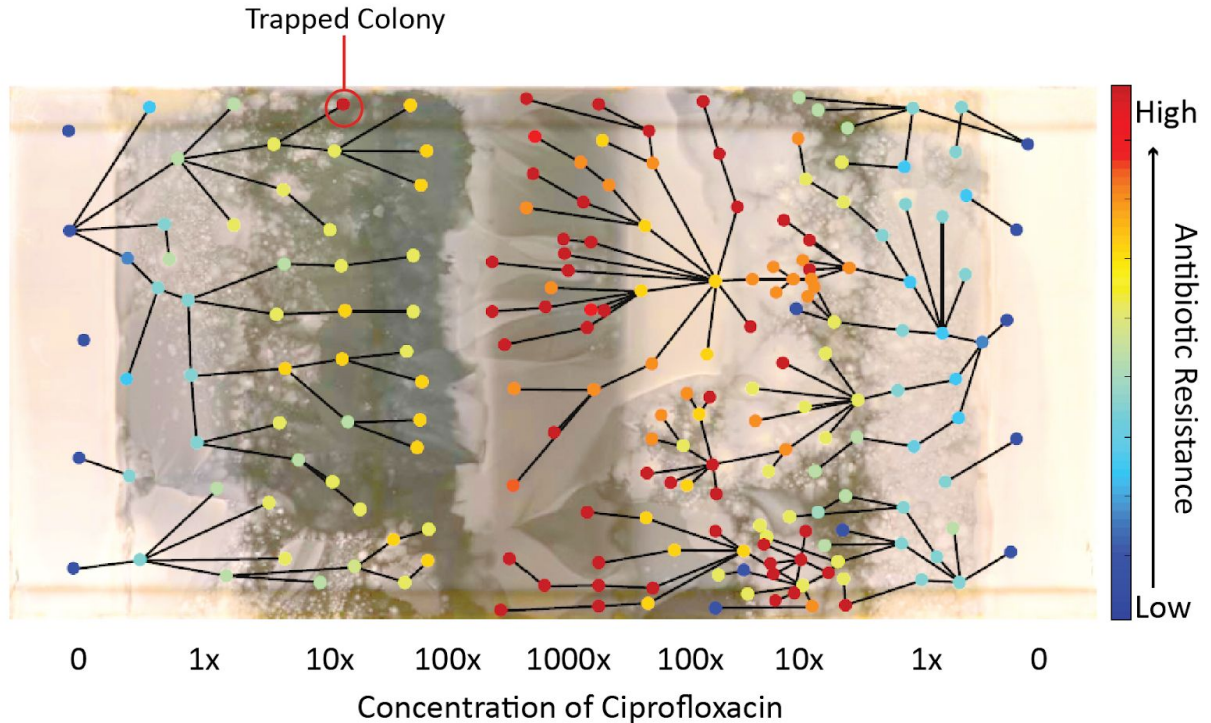 Trapped Colony
High
Antibiotic Resistance
Low
0 1x 10x 100x 1000x 100x 10x 1x 0
Concentration of Ciprofloxacin